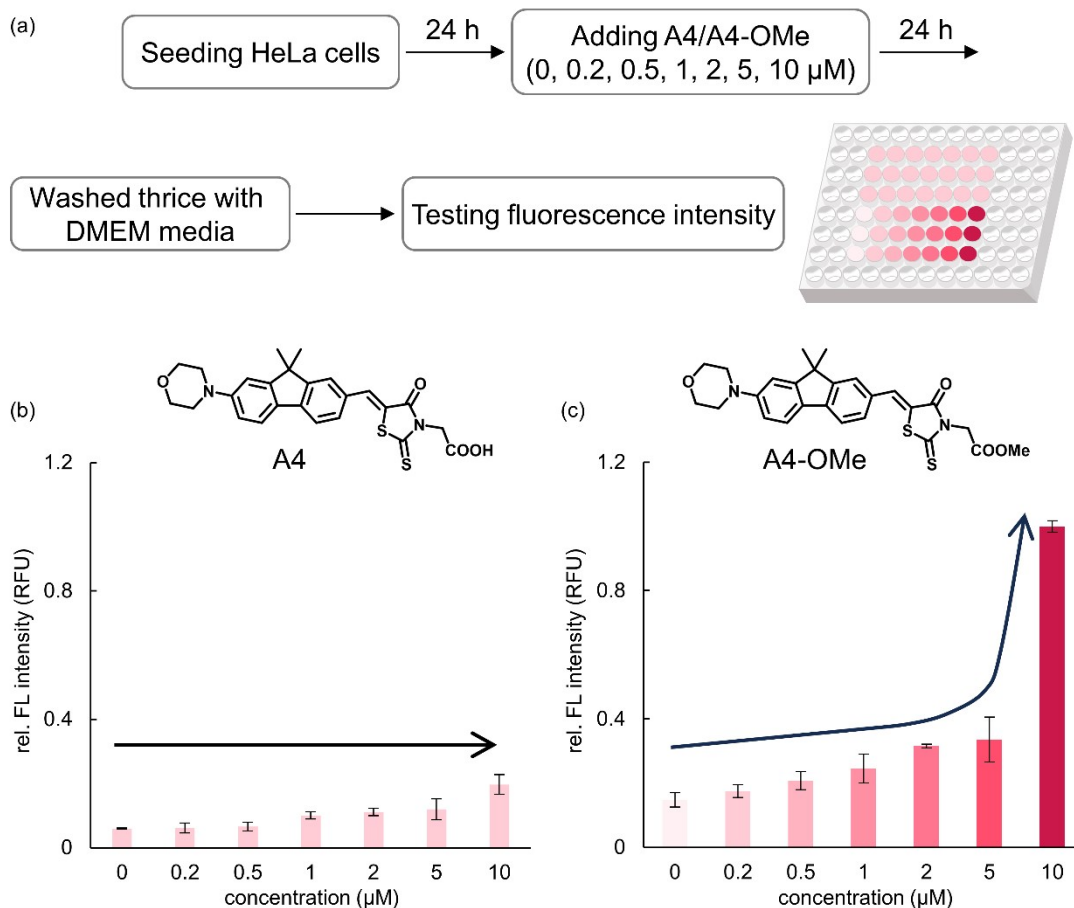 (a)
Seeding HeLa cells
24 h
Adding A4/A4-OMe
(0, 0.2, 0.5, 1, 2, 5, 10 μM)
24 h
Washed thrice with
DMEM media
Testing fluorescence intensity
(b)
O
N
O
S
N
S
COOH
A4
rel. FL intensity (RFU)
1.2
0.8
0.4
0
0 0.2 0.5 1 2 5 10
concentration (μM)
(c)
O
N
O
S
N
S
COOMe
A4-OMe
rel. FL intensity (RFU)
1.2
0.8
0.4
0
0 0.2 0.5 1 2 5 10
concentration (μM)